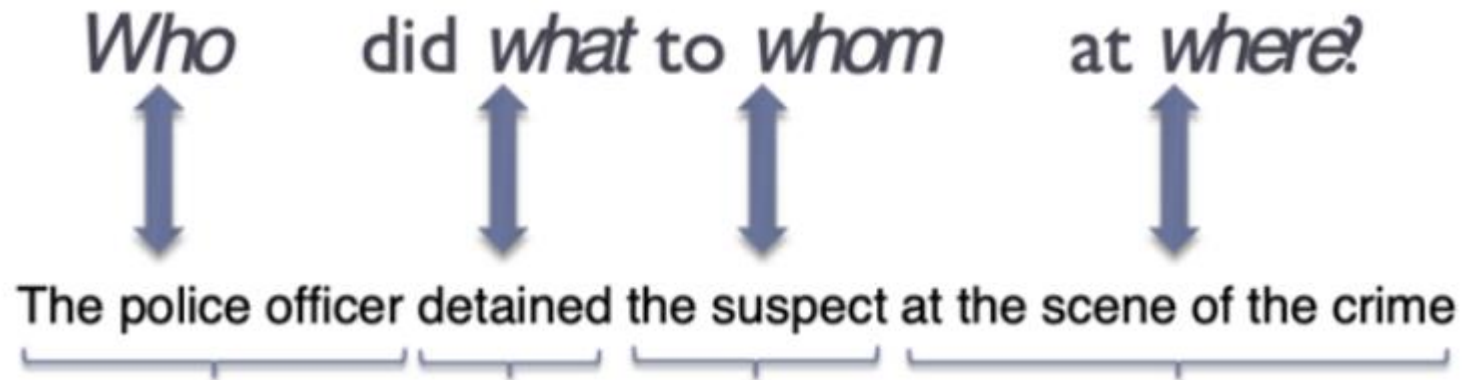 Who did what to whom at where?
The police officer detained the suspect at the scene of the crime